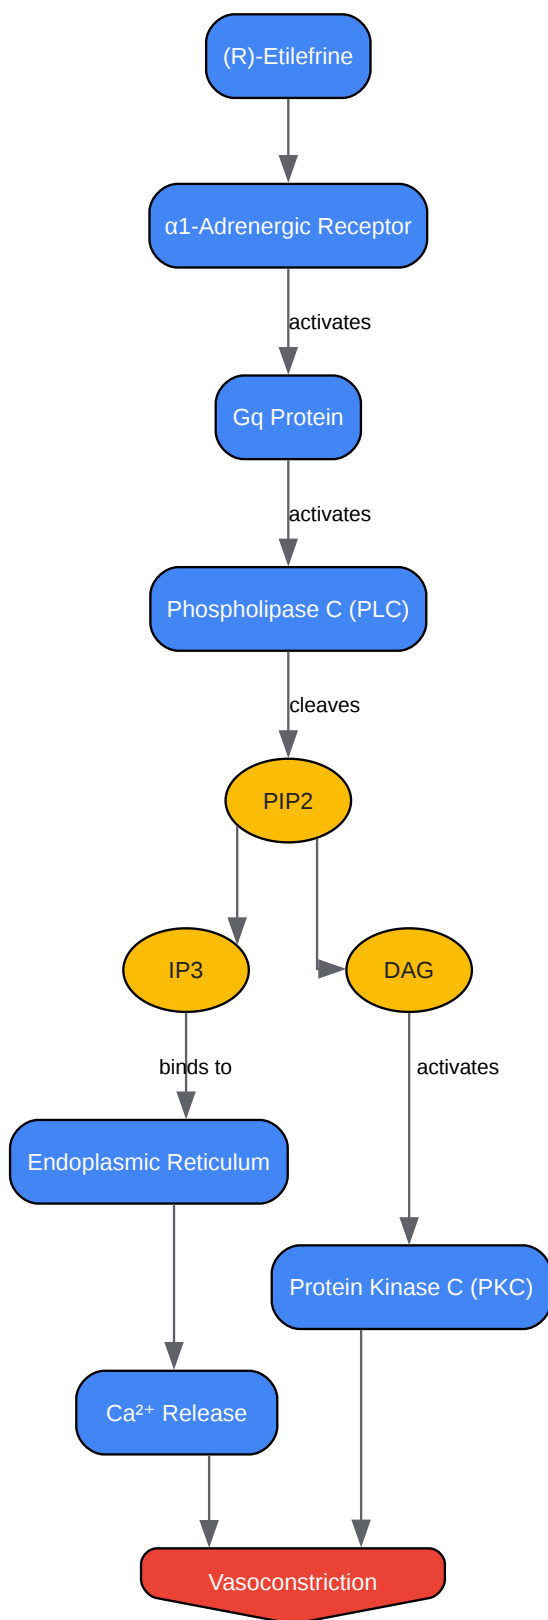 (R)-Etilefrine
α1-Adrenergic Receptor
activates
Gq Protein
activates
Phospholipase C (PLC)
cleaves
PIP2
IP3
DAG
binds to
activates
Endoplasmic Reticulum
Protein Kinase C (PKC)
Ca²⁺ Release
Vasoconstriction